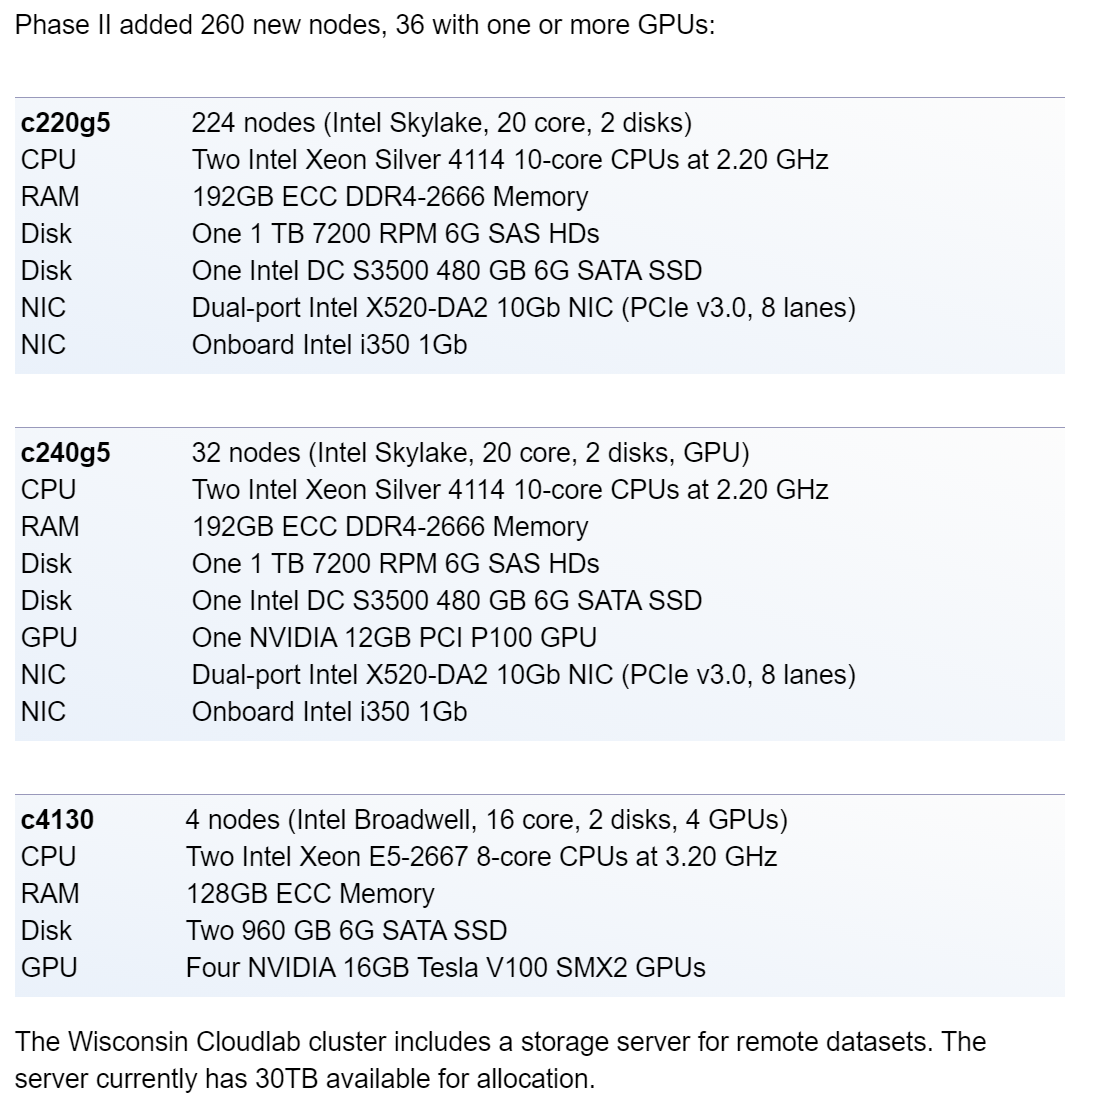 Phase II added 260 new nodes, 36 with one or more GPUs:
c220g5 224 nodes (Intel Skylake, 20 core, 2 disks)
CPU Two Intel Xeon Silver 4114 10-core CPUs at 2.20 GHz
RAM 192GB ECC DDR4-2666 Memory
Disk One 1 TB 7200 RPM 6G SAS HDs
Disk One Intel DC S3500 480 GB 6G SATA SSD
NIC Dual-port Intel X520-DA2 10Gb NIC (PCIe v3.0, 8 lanes)
NIC Onboard Intel i350 1Gb
c240g5 32 nodes (Intel Skylake, 20 core, 2 disks, GPU)
CPU Two Intel Xeon Silver 4114 10-core CPUs at 2.20 GHz
RAM 192GB ECC DDR4-2666 Memory
Disk One 1 TB 7200 RPM 6G SAS HDs
Disk One Intel DC S3500 480 GB 6G SATA SSD
GPU One NVIDIA 12GB PCI P100 GPU
NIC Dual-port Intel X520-DA2 10Gb NIC (PCIe v3.0, 8 lanes)
NIC Onboard Intel i350 1Gb
c4130 4 nodes (Intel Broadwell, 16 core, 2 disks, 4 GPUs)
CPU Two Intel Xeon E5-2667 8-core CPUs at 3.20 GHz
RAM 128GB ECC Memory
Disk Two 960 GB 6G SATA SSD
GPU Four NVIDIA 16GB Tesla V100 SMX2 GPUs
The Wisconsin Cloudlab cluster includes a storage server for remote datasets. The
server currently has 30TB available for allocation.